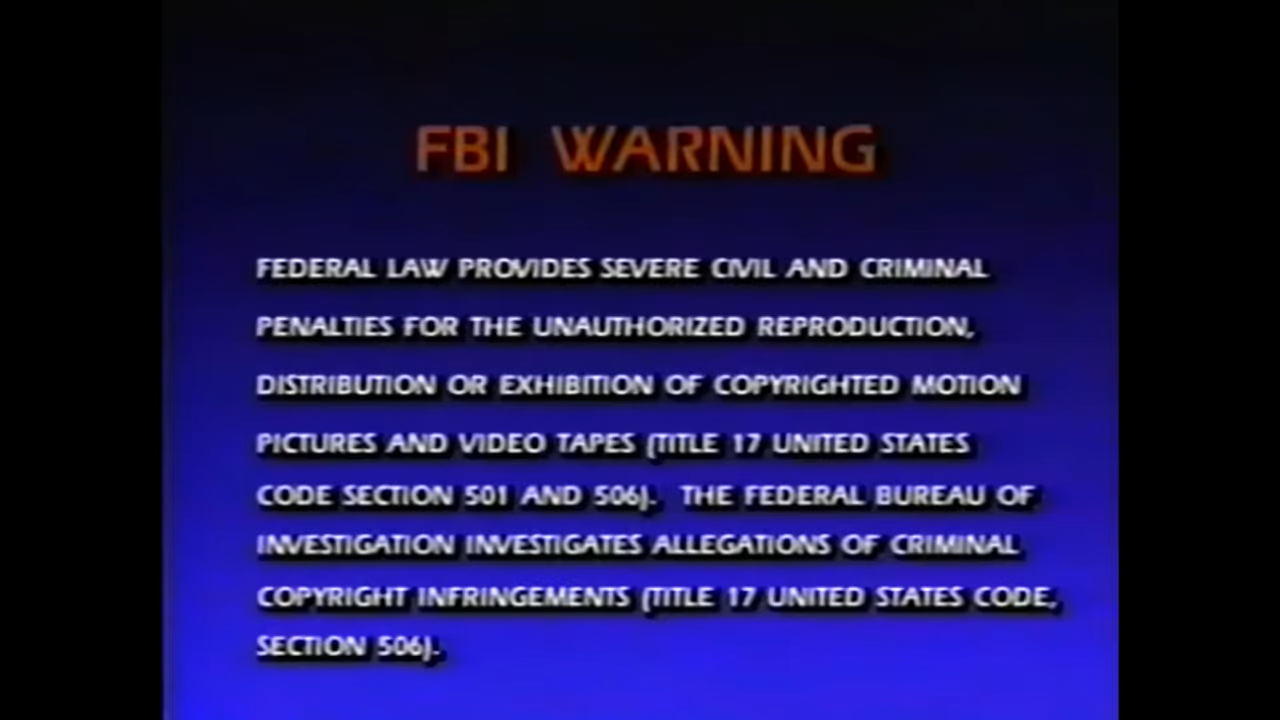 FBI WARNING
FEDERAL LAW PROVIDES SEVERE CIVIL AND CRIMINAL
PENALTIES FOR THE UNAUTHORIZED REPRODUCTION,
DISTRIBUTION OR EXHIBITION OF COPYRIGHTED MOTION
PICTURES AND VIDEO TAPES (TITLE 17 UNITED STATES
CODE SECTION 501 AND 506). THE FEDERAL BUREAU OF
INVESTIGATION INVESTIGATES ALLEGATIONS OF CRIMINAL
COPYRIGHT INFRINGEMENTS (TITLE 17 UNITED STATES CODE,
SECTION 506).